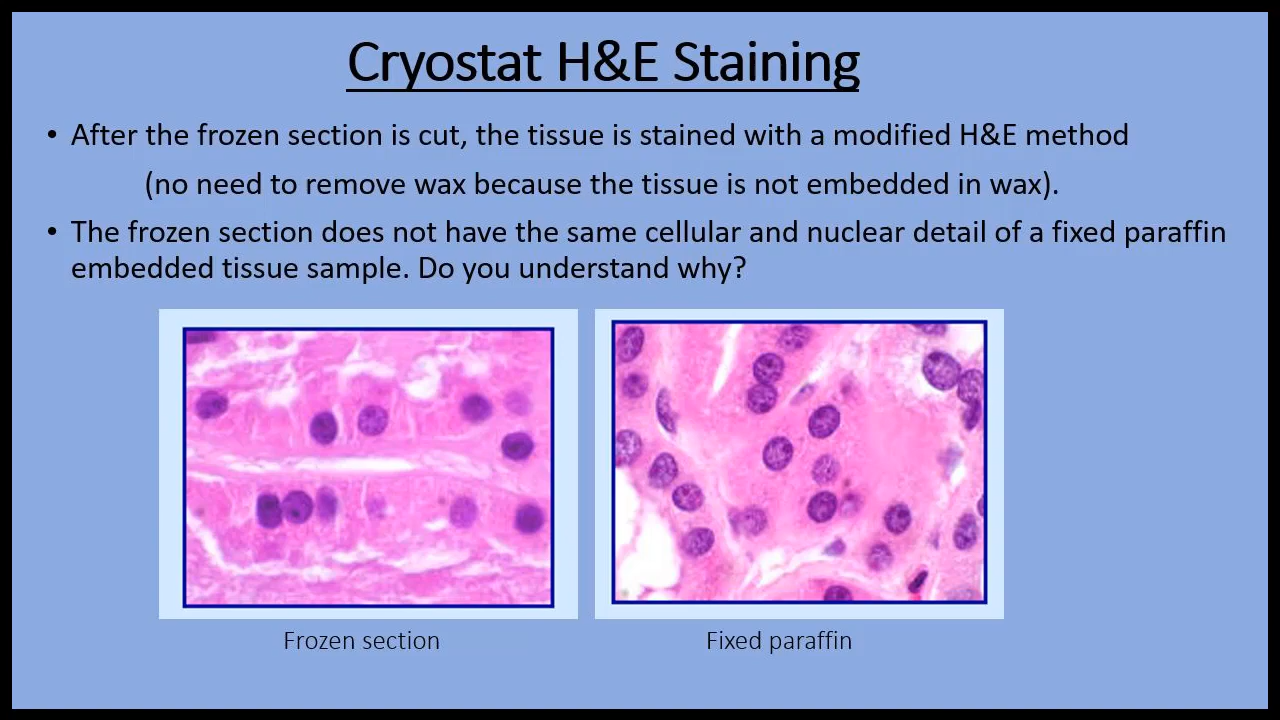 Cryostat H&E Staining
• After the frozen section is cut, the tissue is stained with a modified H&E method
(no need to remove wax because the tissue is not embedded in wax).
• The frozen section does not have the same cellular and nuclear detail of a fixed paraffin
embedded tissue sample. Do you understand why?
Frozen section
Fixed paraffin